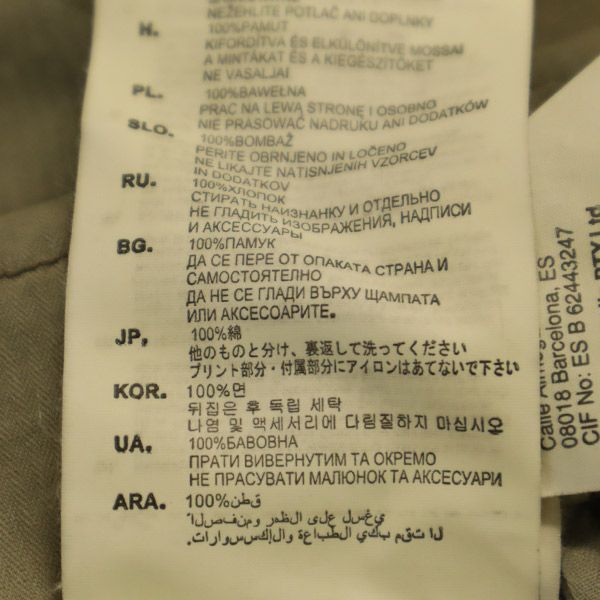 NEŽEHLITE POTLAČ ANI DOPLNKY
H. 100%PAMUT
KIFORDÍTVA ÉS ELKÜLÖNÍTVE MOSSAI
A MINTÁKAT ÉS A KIEGÉSZÍTŐKET
NE VASALJAI
PL. 100%BAWEŁNA
PRAC NA LEWĄ STRONĘ I OSOBNO
NIE PRASOWAĆ NADRUKU ANI DODATKÓW
SLO. 100%BOMBAŽ
PERITE OBRNJENO IN LOČENO
NE LIKAJTE NATISNJENIH VZORCEV
IN DODATKOV
RU. 100%ХЛОПОК
СТИРАТЬ НАИЗНАНКУ И ОТДЕЛЬНО
НЕ ГЛАДИТЬ ИЗОБРАЖЕНИЯ, НАДПИСИ
И АКСЕССУАРЫ
BG. 100%ПАМУК
ДА СЕ ПЕРЕ ОТ ОПАКАТА СТРАНА И
САМОСТОЯТЕЛНО
ДА НЕ СЕ ГЛАДИ ВЪРХУ ЩАМПАТА
ИЛИ АКСЕСОАРИТЕ.
JP. 100%綿
他のものと分け、裏返して洗ってください
プリント部分・付属部分にアイロンはあてないで下さい
KOR. 100%면
뒤집은 후 독립 세탁
나염 및 액세서리에 다림질하지 마십시오
UA. 100%БАВОВНА
ПРАТИ ВИВЕРНУТИМ ТА ОКРЕМО
НЕ ПРАСУВАТИ МАЛЮНОК ТА АКСЕСУАРИ
ARA. 100%قطن
يغسل على الظهر ومنفصلا ً
لا تقم بكي الطباعة والإكسسوارات.
PTY.Ltd
Calle
08018 Barcelona, ES
CIF No: ES B 62443247